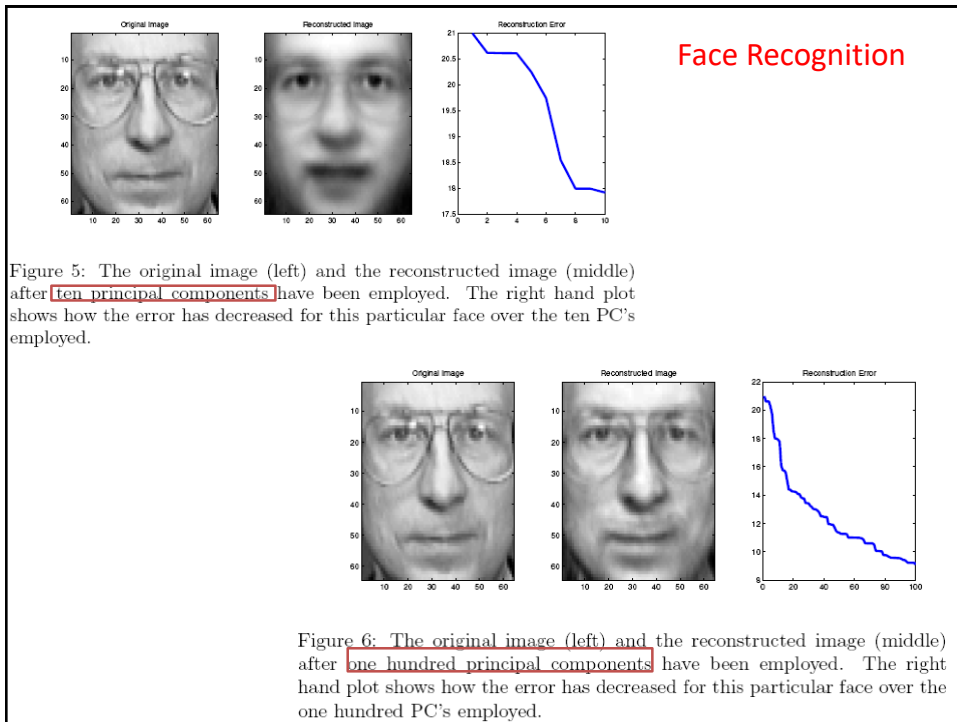 Original Image
Reconstructed Image
Reconstruction Error
Face Recognition
10
20
30
40
50
60
10 20 30 40 50 60
10
20
30
40
50
60
10 20 30 40 50 60
21
20.5
20
19.5
19
18.5
18
17.5
0 2 4 6 8 10
Figure 5: The original image (left) and the reconstructed image (middle)
after ten principal components have been employed. The right hand plot
shows how the error has decreased for this particular face over the ten PC's
employed.
Original Image
Reconstructed Image
Reconstruction Error
10
20
30
40
50
60
10 20 30 40 50 60
10
20
30
40
50
60
10 20 30 40 50 60
22
20
18
16
14
12
10
8
0 20 40 60 80 100
Figure 6: The original image (left) and the reconstructed image (middle)
after one hundred principal components have been employed. The right
hand plot shows how the error has decreased for this particular face over the
one hundred PC's employed.